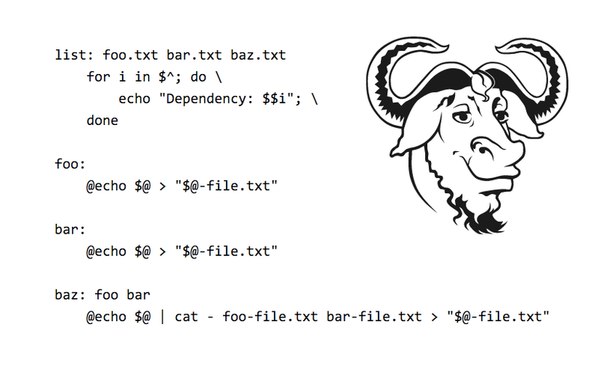 list: foo.txt bar.txt baz.txt
    for i in $^; do \
        echo "Dependency: $$i"; \
    done

foo:
    @echo $@ > "$@-file.txt"

bar:
    @echo $@ > "$@-file.txt"

baz: foo bar
    @echo $@ | cat - foo-file.txt bar-file.txt > "$@-file.txt"